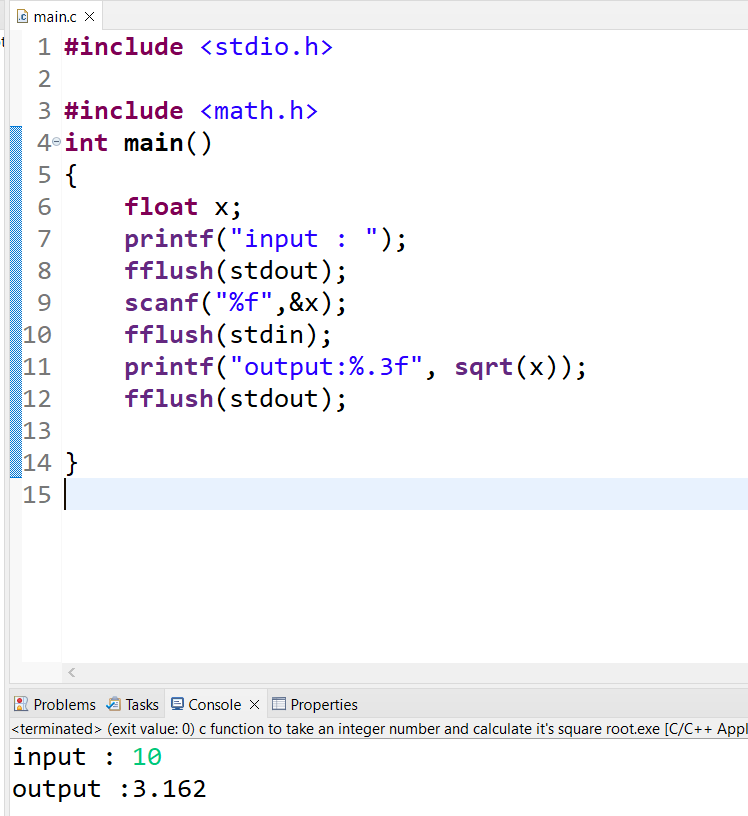 main.c
1 #include <stdio.h>
2
3 #include <math.h>
4 int main()
5 {
6 float x;
7 printf("input : ");
8 fflush(stdout);
9 scanf("%f",&x);
10 fflush(stdin);
11 printf("output:%.3f", sqrt(x));
12 fflush(stdout);
13
14 }
15
Problems Tasks Console Properties
<terminated> (exit value: 0) c function to take an integer number and calculate it's square root.exe [C/C++ Appl
input : 10
output :3.162